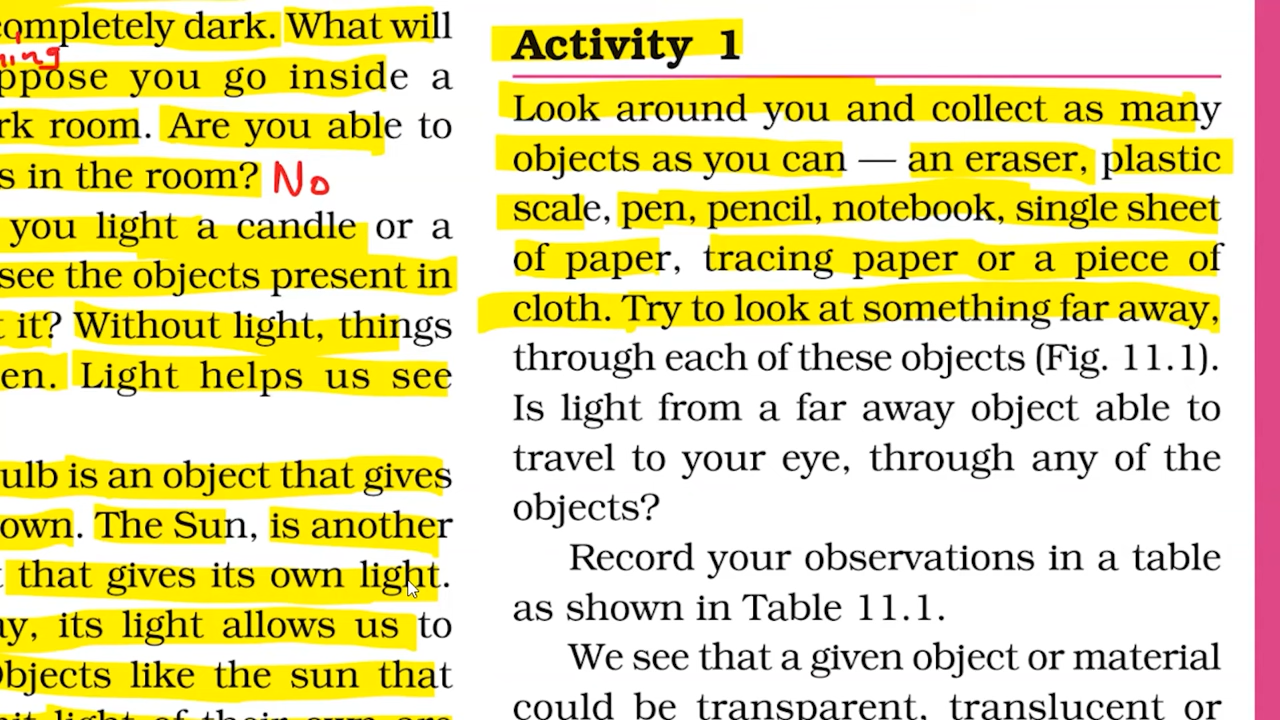 completely dark. What will
you go inside a
room. Are you able to
in the room? No
you light a candle or a
see the objects present in
it? Without light, things
Light helps us see
is an object that gives
own. The Sun, is another
that gives its own light.
its light allows us to
Objects like the sun that
light of their own are
Activity 1
Look around you and collect as many
objects as you can — an eraser, plastic
scale, pen, pencil, notebook, single sheet
of paper, tracing paper or a piece of
cloth. Try to look at something far away,
through each of these objects (Fig. 11.1).
Is light from a far away object able to
travel to your eye, through any of the
objects?
Record your observations in a table
as shown in Table 11.1.
We see that a given object or material
could be transparent, translucent or